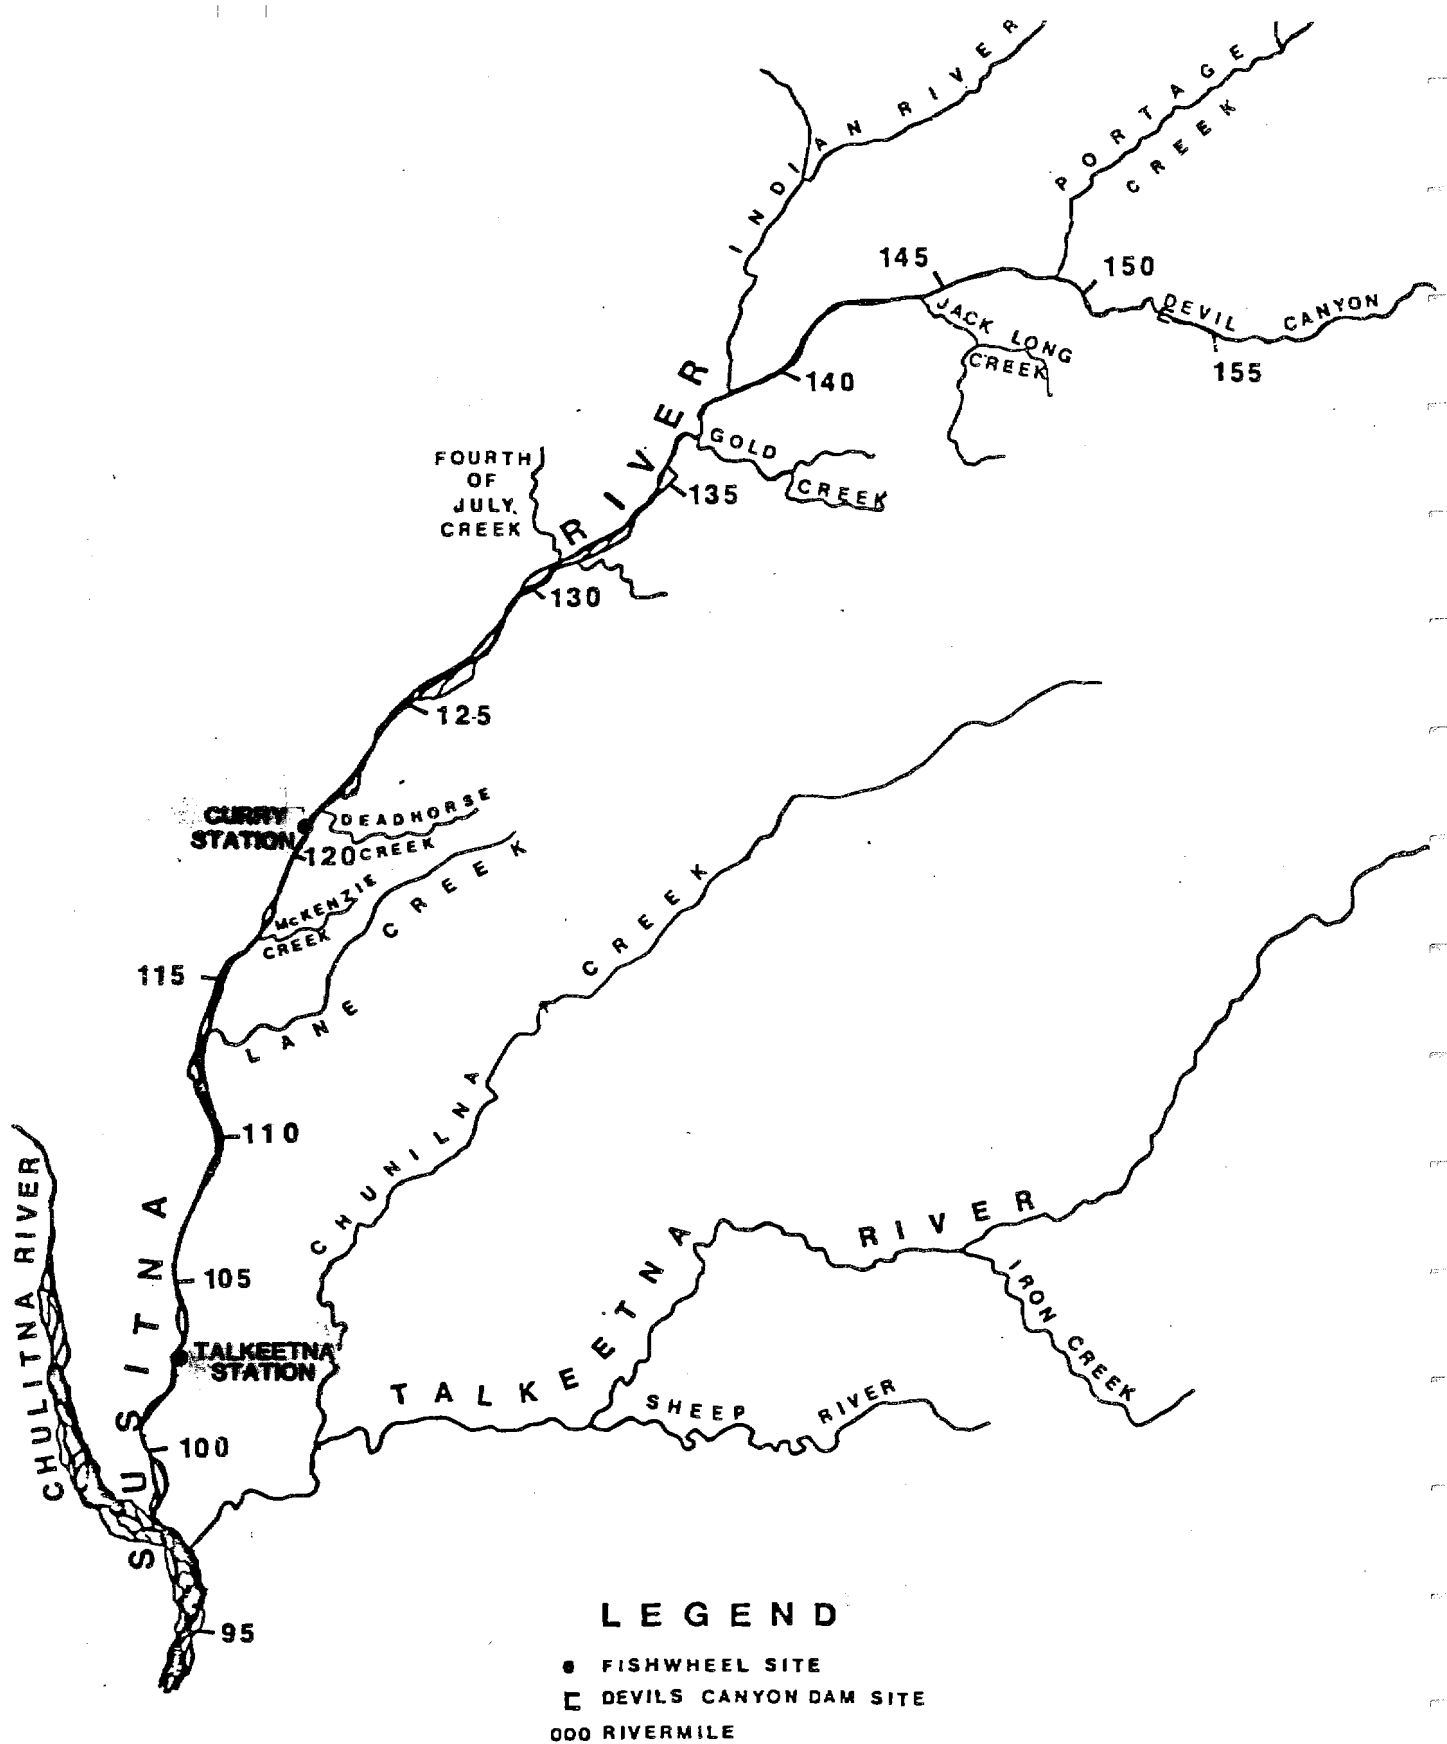 INDIAN RIVER
PORTAGE
CREEK
145
150
DEVIL CANYON
JACK LONG
CREEK
155
140
GOLD
CREEK
FOURTH
OF
JULY
CREEK
135
130
125
CURRY
STATION
DEADHORSE
CREEK
120
McKENZIE
CREEK
LANE CREEK
115
110
CHUNILNA CREEK
CHULITNA RIVER
SUSITNA RIVER
105
TALKEETNA
STATION
TALKEETNA RIVER
IRON CREEK
SHEEP RIVER
100
95
LEGEND
FISHWHEEL SITE
DEVILS CANYON DAM SITE
000 RIVERMILE